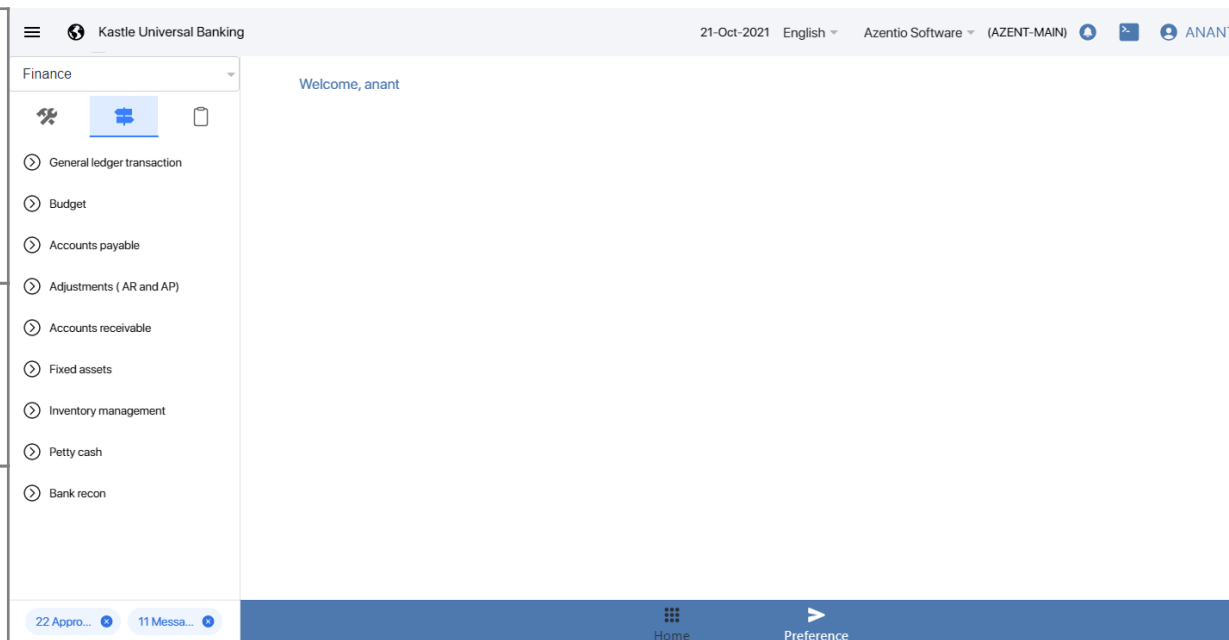 Kastle Universal Banking
21-Oct-2021 English Azentio Software (AZENT-MAIN) ANANT
Finance
Welcome, anant
General ledger transaction
Budget
Accounts payable
Adjustments ( AR and AP)
Accounts receivable
Fixed assets
Inventory management
Petty cash
Bank recon
22 Appro... 11 Messa...
Home Preference